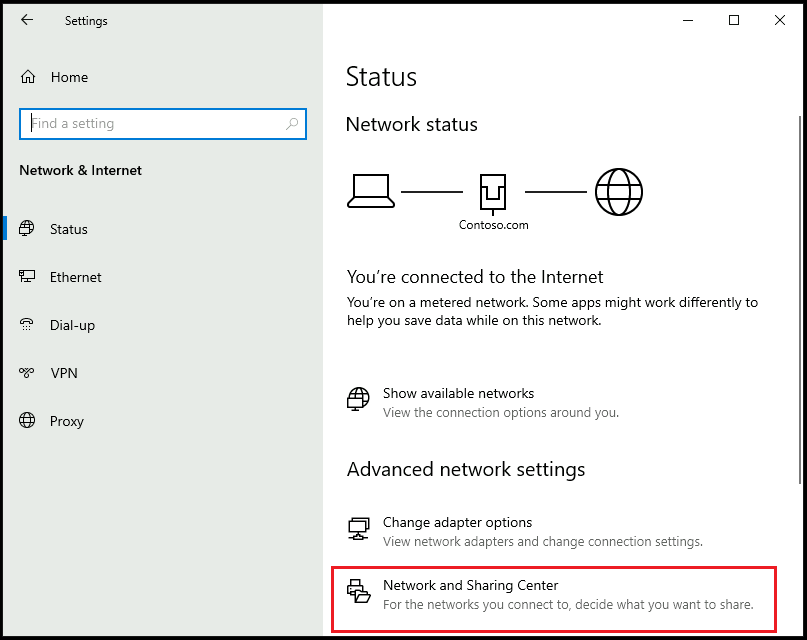 Settings
Home
Find a setting
Network & Internet
Status
Ethernet
Dial-up
VPN
Proxy
Status
Network status
Contoso.com
You’re connected to the Internet
You’re on a metered network. Some apps might work differently to
help you save data while on this network.
Show available networks
View the connection options around you.
Advanced network settings
Change adapter options
View network adapters and change connection settings.
Network and Sharing Center
For the networks you connect to, decide what you want to share.